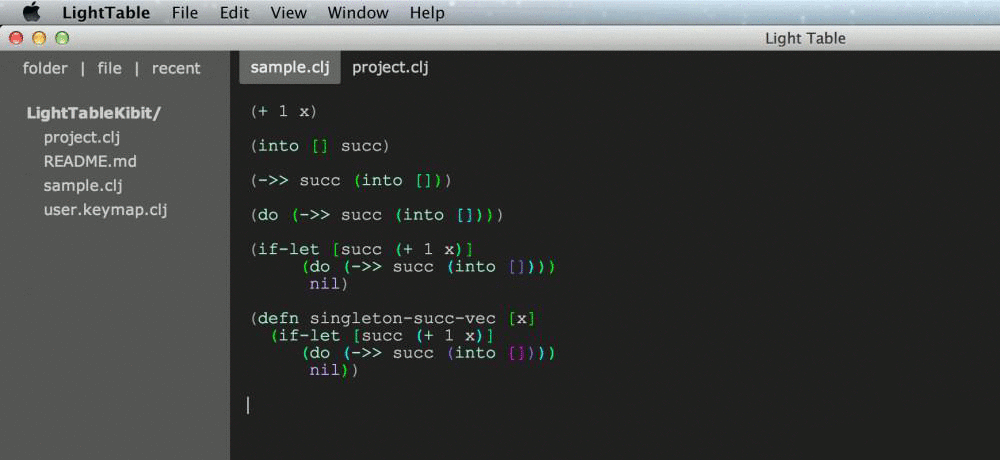 LightTable File Edit View Window Help
Light Table
folder | file | recent
LightTableKibit/
project.clj
README.md
sample.clj
user.keymap.clj
sample.clj project.clj
(+ 1 x)
(into [] succ)
(->> succ (into []))
(do (->> succ (into [])))
(if-let [succ (+ 1 x)]
(do (->> succ (into [])))
nil)
(defn singleton-succ-vec [x]
(if-let [succ (+ 1 x)]
(do (->> succ (into [])))
nil))